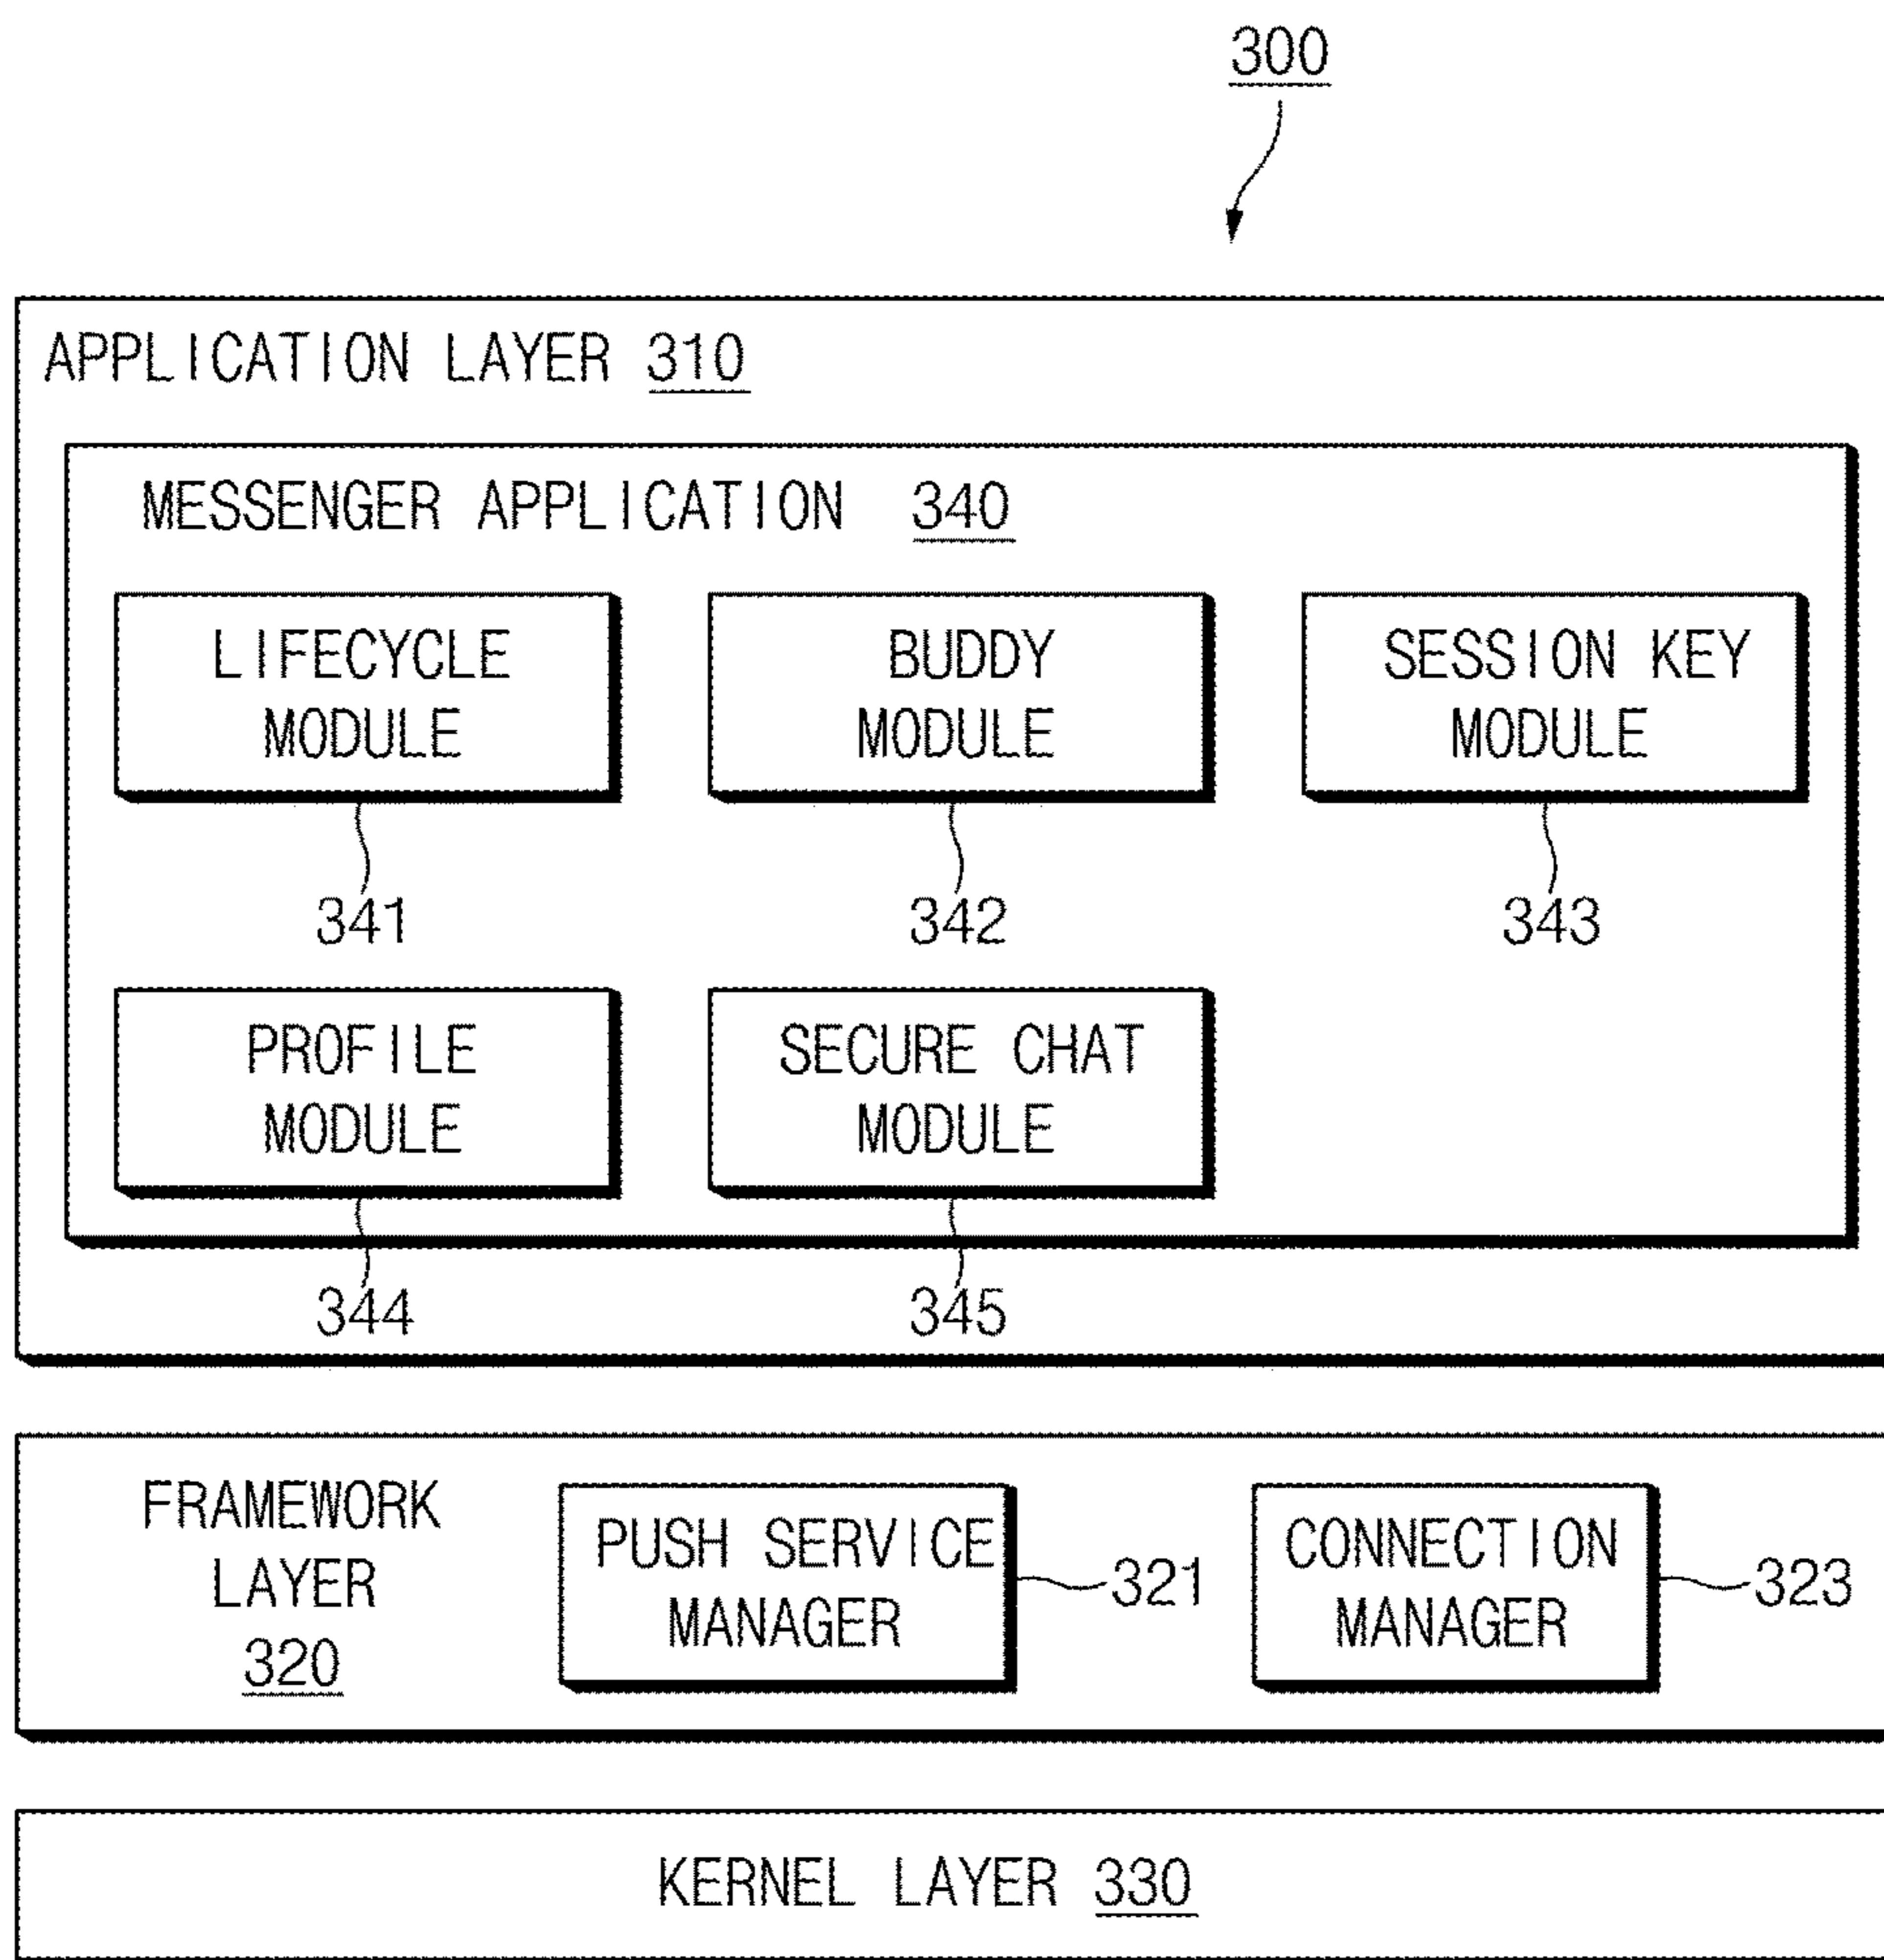 300
APPLICATION LAYER 310
MESSENGER APPLICATION 340
LIFECYCLE
MODULE
341
BUDDY
MODULE
342
SESSION KEY
MODULE
343
PROFILE
MODULE
344
SECURE CHAT
MODULE
345
FRAMEWORK
LAYER
320
PUSH SERVICE
MANAGER
321
CONNECTION
MANAGER
323
KERNEL LAYER 330